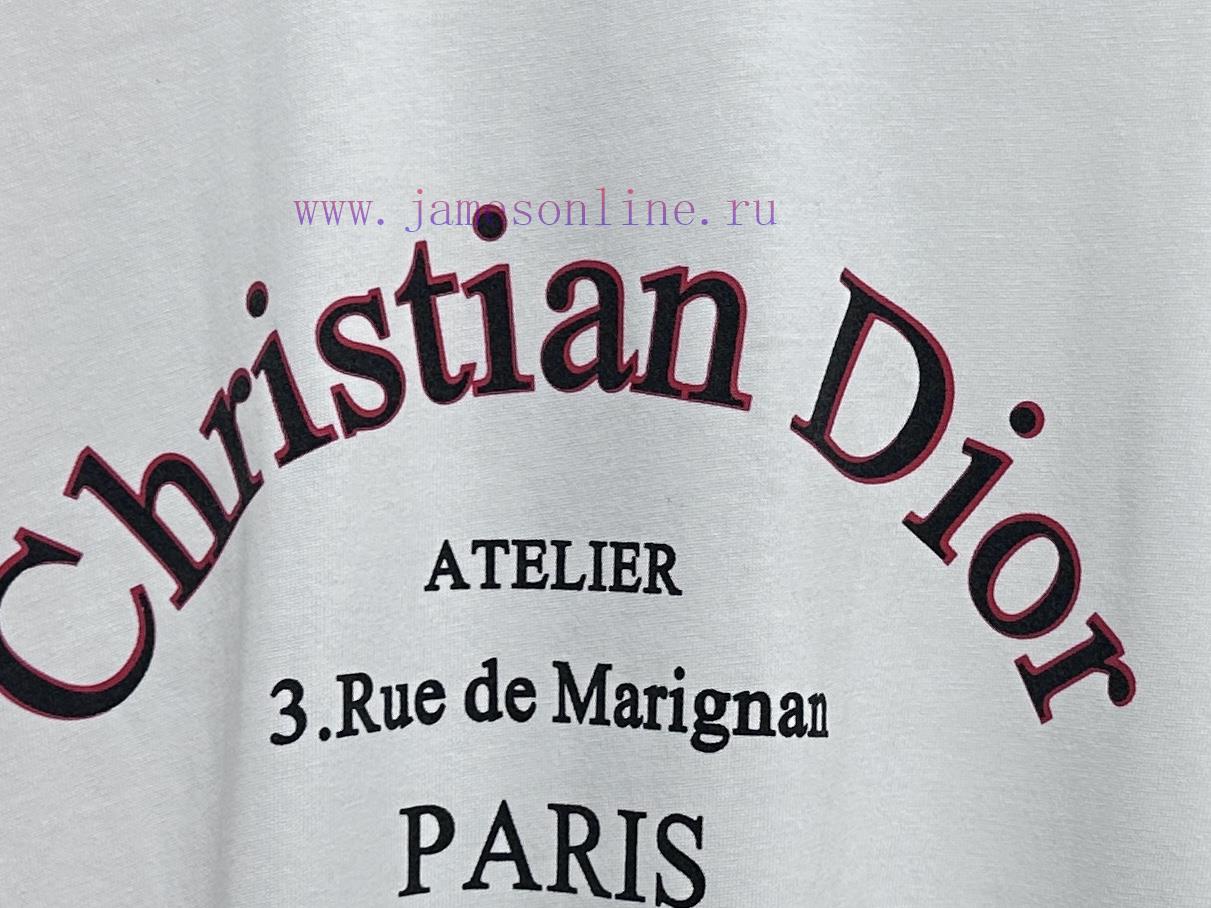 www.jamesonline.ru
Christian Dior
ATELIER
3.Rue de Marignan
PARIS